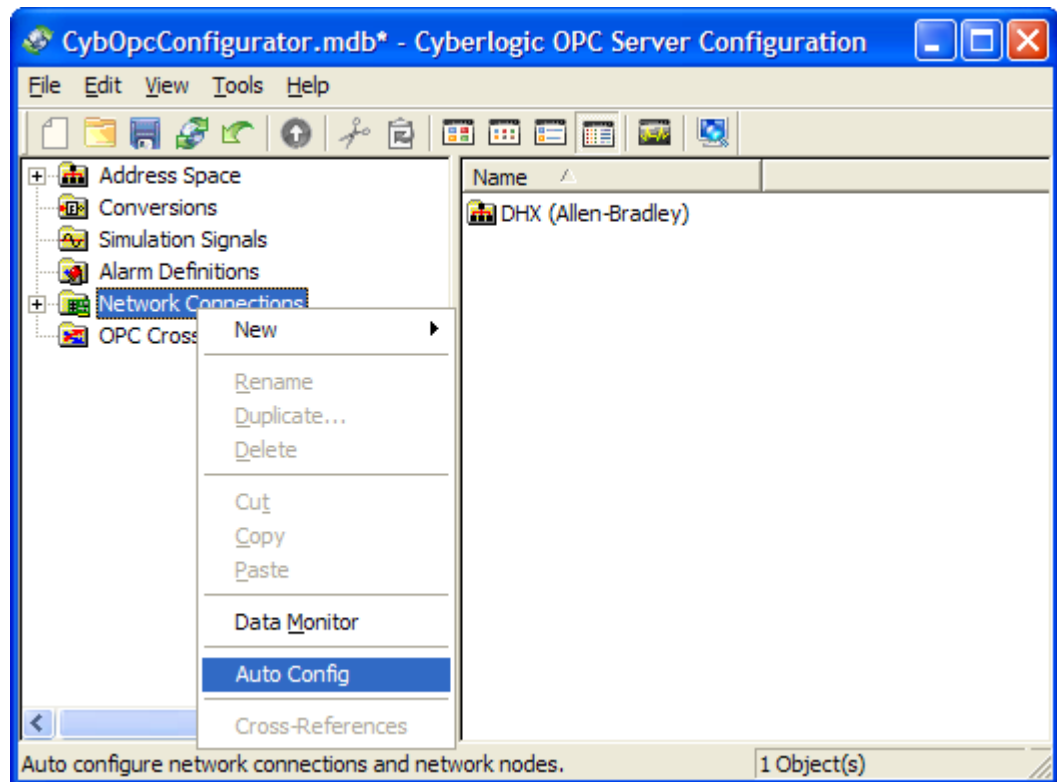 CybOpcConfigurator.mdb* - Cyberlogic OPC Server Configuration
File Edit View Tools Help
Address Space
Conversions
Simulation Signals
Alarm Definitions
Network Connections
OPC Cross
Name
DHX (Allen-Bradley)
New
Rename
Duplicate...
Delete
Cut
Copy
Paste
Data Monitor
Auto Config
Cross-References
Auto configure network connections and network nodes.
1 Object(s)